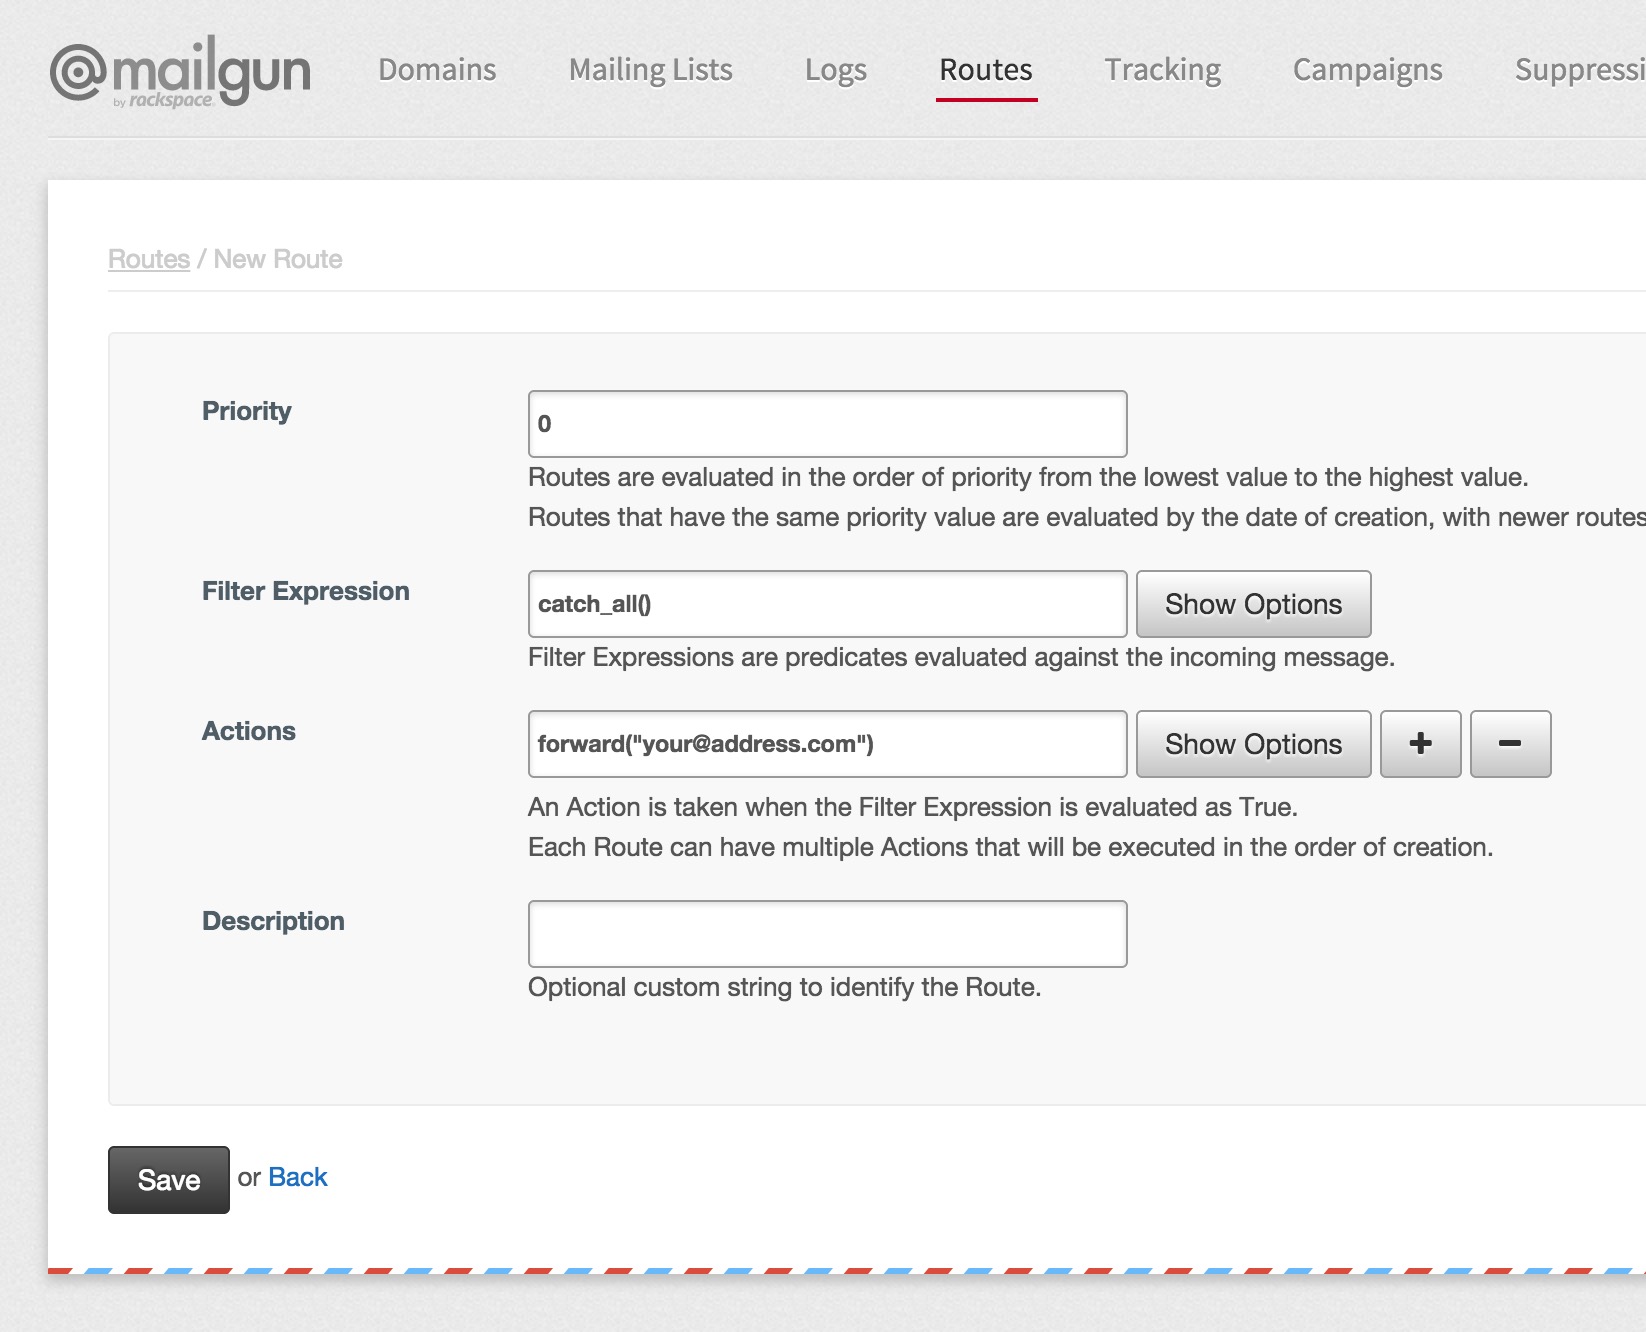 @mailgun
by rackspace.
Domains Mailing Lists Logs Routes Tracking Campaigns Suppressi
Routes / New Route
Priority
0
Routes are evaluated in the order of priority from the lowest value to the highest value.
Routes that have the same priority value are evaluated by the date of creation, with newer routes
Filter Expression
catch_all()
Show Options
Filter Expressions are predicates evaluated against the incoming message.
Actions
forward("your@address.com")
Show Options + −
An Action is taken when the Filter Expression is evaluated as True.
Each Route can have multiple Actions that will be executed in the order of creation.
Description
Optional custom string to identify the Route.
Save or Back